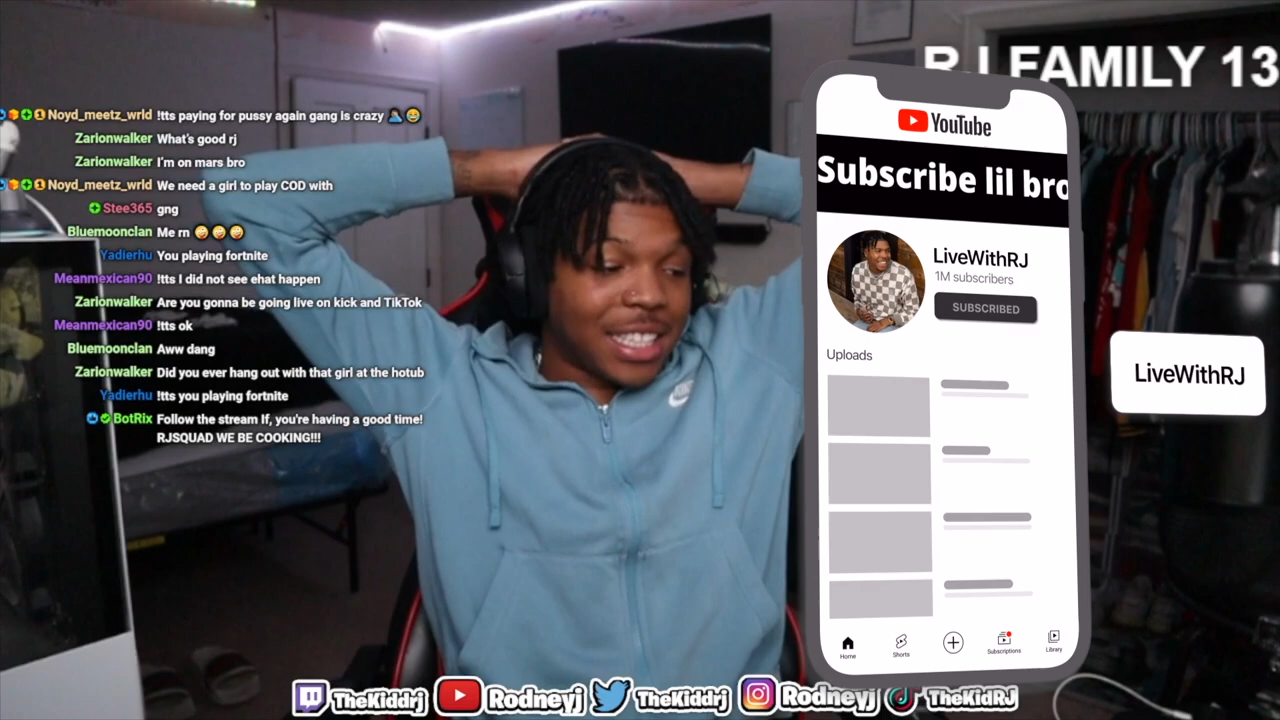 R J FAMILY 13
Noyd_meetz_wrld !tts paying for pussy again gang is crazy
Zarionwalker What's good rj
Zarionwalker I'm on mars bro
Noyd_meetz_wrld We need a girl to play COD with
Stee365 gng
Bluemoonclan Me rn
Yadierhu You playing fortnite
Meanmexican90 !tts I did not see ehat happen
Zarionwalker Are you gonna be going live on kick and TikTok
Meanmexican90 !tts ok
Bluemoonclan Aww dang
Zarionwalker Did you ever hang out with that girl at the hotub
Yadierhu !tts you playing fortnite
BotRix Follow the stream If, you're having a good time!
RJSQUAD WE BE COOKING!!!
YouTube
Subscribe lil bro
LiveWithRJ
1M subscribers
SUBSCRIBED
Uploads
Home
Shorts
Subscriptions
Library
LiveWithRJ
TheKiddrj
Rodneyj
TheKiddrj
Rodneyj
TheKidRJ